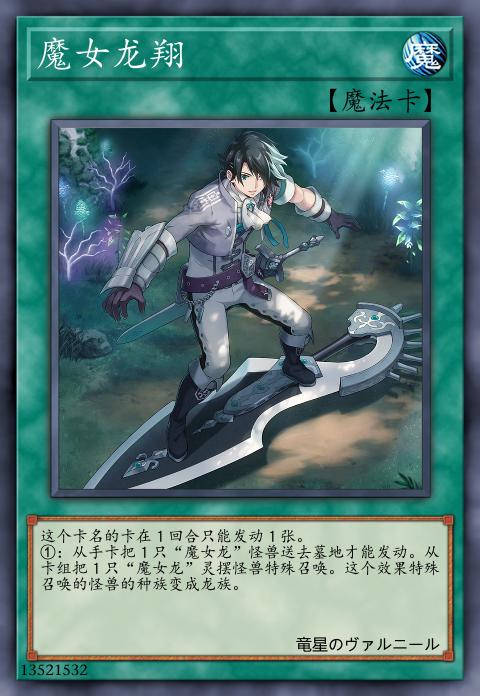 魔女龙翔
魔
【魔法卡】
这个卡名的卡在1回合只能发动1张。
①：从手卡把1只“魔女龙”怪兽送去墓地才能发动。从
卡组把1只“魔女龙”灵摆怪兽特殊召唤。这个效果特殊
召唤的怪兽的种族变成龙族。
竜星のヴァルニール
13521532